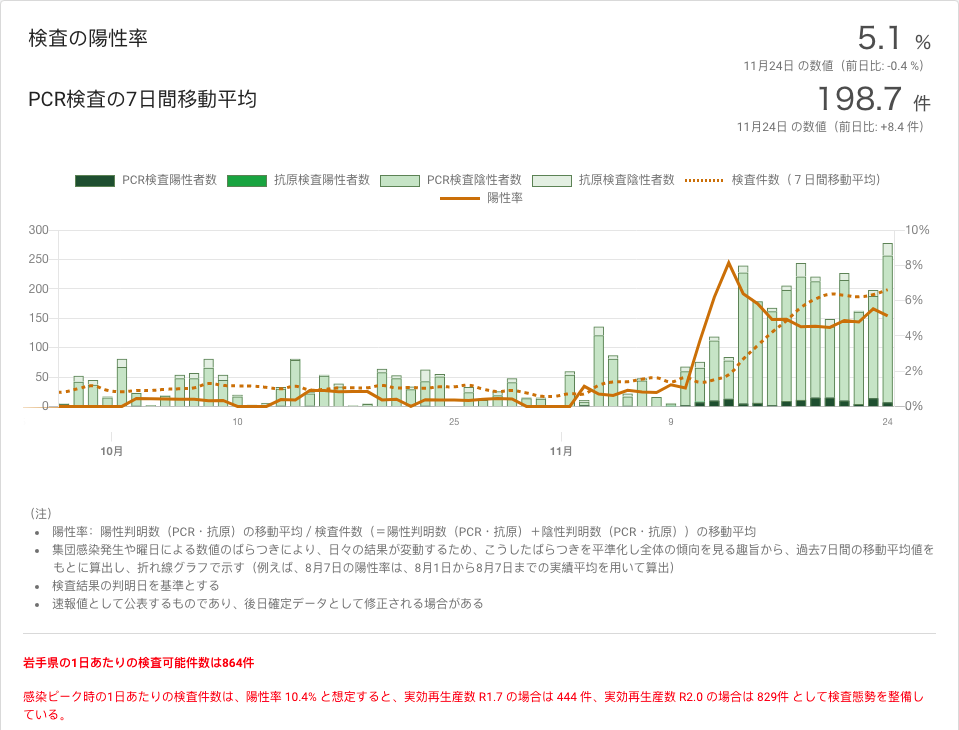 検査の陽性率
5.1 %
11月24日 の数値（前日比: -0.4 %）
PCR検査の7日間移動平均
198.7 件
11月24日 の数値（前日比: +8.4 件）
PCR検査陽性者数 抗原検査陽性者数 PCR検査陰性者数 抗原検査陰性者数 検査件数（７日間移動平均）
陽性率
300 10%
250 8%
200 6%
150 4%
100 2%
50
0 0%
10 25 9 24
10月 11月
（注）
陽性率：陽性判明数（PCR・抗原）の移動平均 / 検査件数（＝陽性判明数（PCR・抗原）＋陰性判明数（PCR・抗原））の移動平均
集団感染発生や曜日による数値のばらつきにより、日々の結果が変動するため、こうしたばらつきを平準化し全体の傾向を見る趣旨から、過去7日間の移動平均値を
もとに算出し、折れ線グラフで示す（例えば、8月7日の陽性率は、8月1日から8月7日までの実績平均を用いて算出）
検査結果の判明日を基準とする
速報値として公表するものであり、後日確定データとして修正される場合がある
岩手県の1日あたりの検査可能件数は864件
感染ピーク時の1日あたりの検査件数は、陽性率 10.4% と想定すると、実効再生産数 R1.7 の場合は 444 件、実効再生産数 R2.0 の場合は 829件 として検査態勢を整備し
ている。